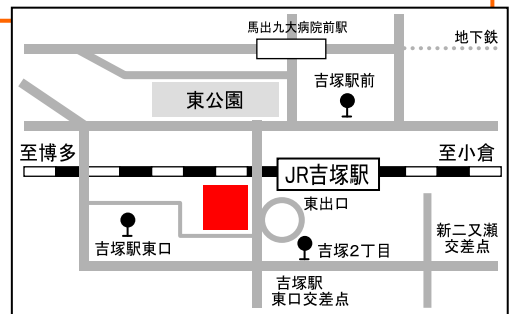 馬出九大病院前駅
地下鉄
吉塚駅前
東公園
至博多
至小倉
JR吉塚駅
東出口
吉塚駅東口
吉塚2丁目
新二又瀬
交差点
吉塚駅
東口交差点